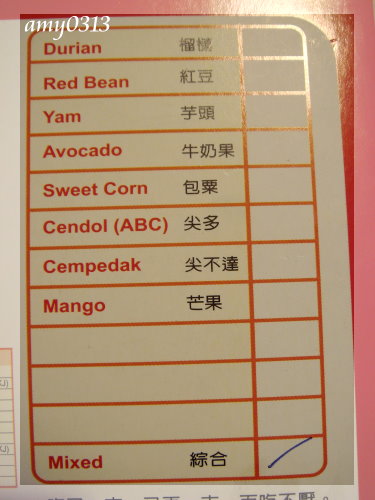 amy0313
Durian 榴槤
Red Bean 紅豆
Yam 芋頭
Avocado 牛奶果
Sweet Corn 包粟
Cendol (ABC) 尖多
Cempedak 尖不達
Mango 芒果
Mixed 綜合